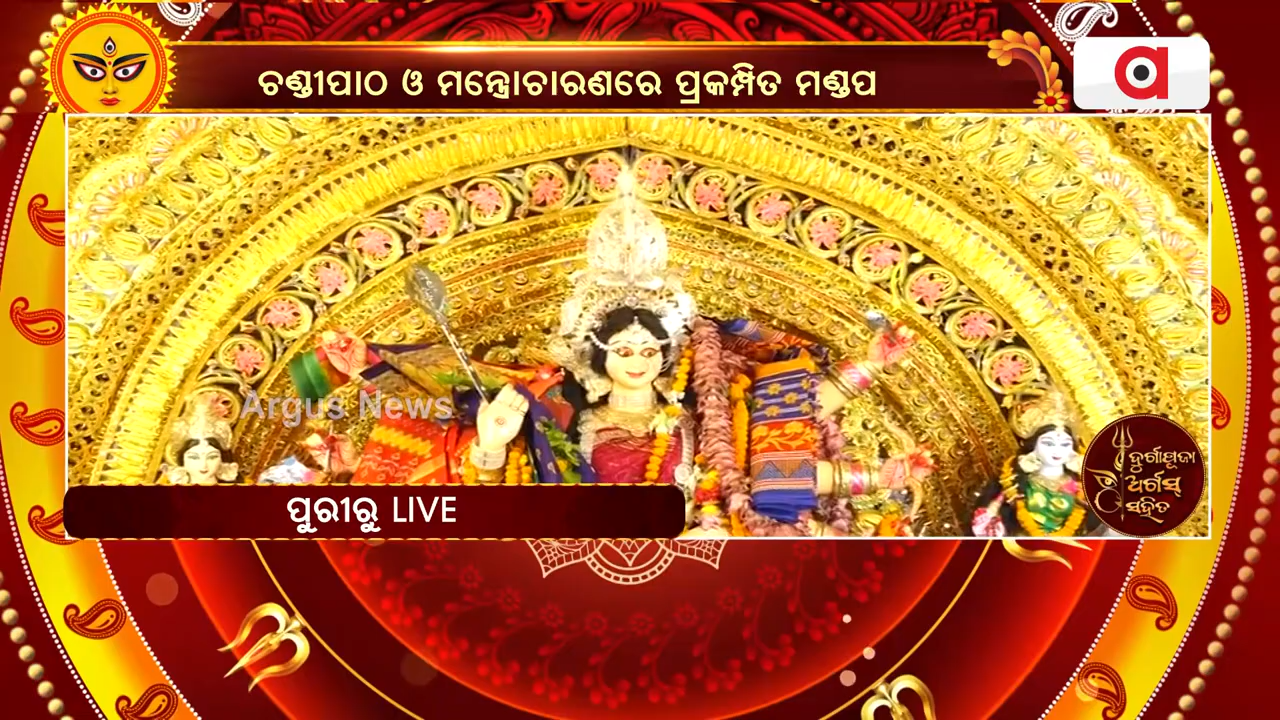 ଚଣ୍ଡୀପାଠ ଓ ମନ୍ତ୍ରୋଚାରଣରେ ପ୍ରକମ୍ପିତ ମଣ୍ଡପ
a
Argus News
ପୁରୀରୁ LIVE
ଦୁର୍ଗାପୂଜା
ଅର୍ଗସ୍
ସହିତ